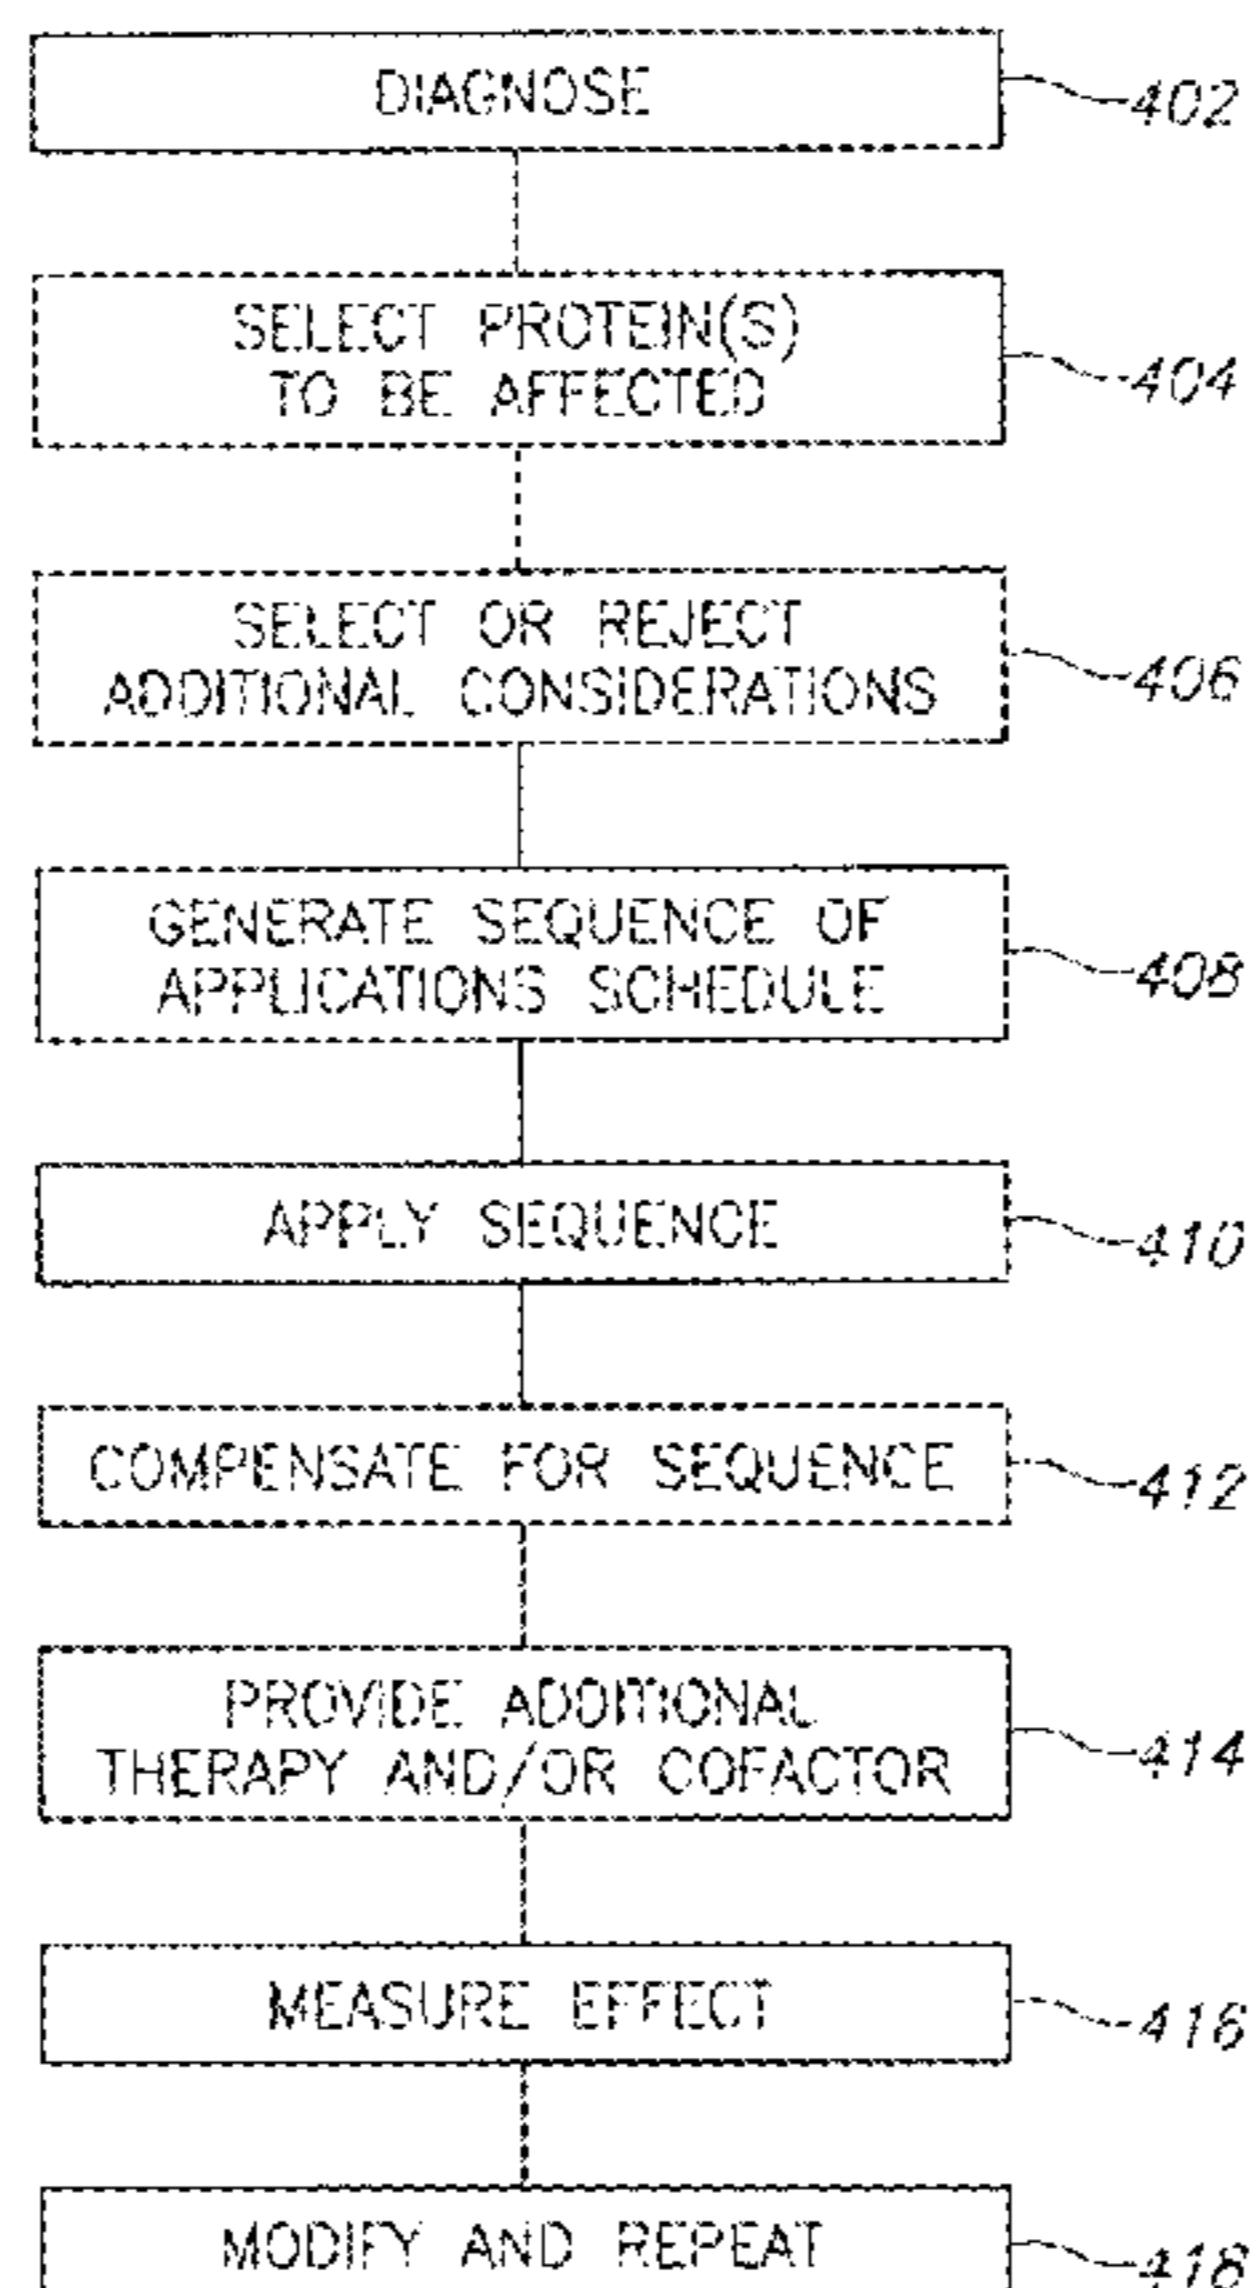 DIAGNOSE
402
SELECT PROTEIN(S)
TO BE AFFECTED
404
SELECT OR REJECT
ADDITIONAL CONSIDERATIONS
406
GENERATE SEQUENCE OF
APPLICATIONS SCHEDULE
408
APPLY SEQUENCE
410
COMPENSATE FOR SEQUENCE
412
PROVIDE ADDITIONAL
THERAPY AND/OR COFACTOR
414
MEASURE EFFECT
416
MODIFY AND REPEAT
418